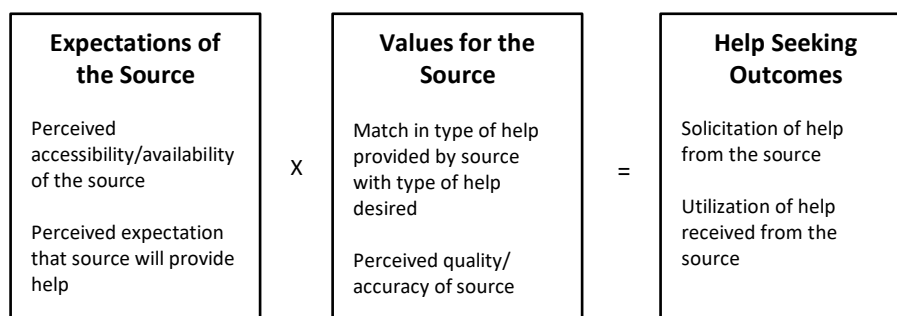 Expectations of
the Source
Perceived
accessibility/availability
of the source
Perceived expectation
that source will provide
help
X
Values for the
Source
Match in type of help
provided by source
with type of help
desired
Perceived quality/
accuracy of source
=
Help Seeking
Outcomes
Solicitation of help
from the source
Utilization of help
received from the
source